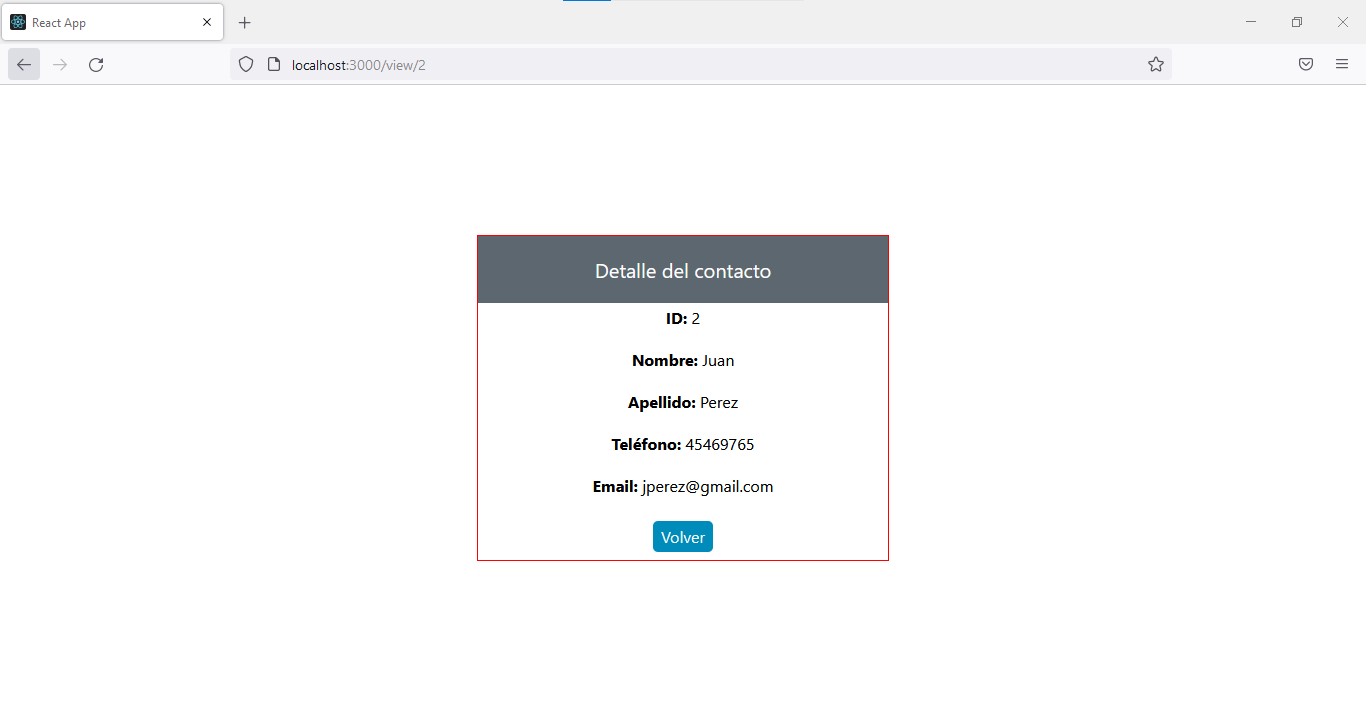 React App
localhost:3000/view/2
Detalle del contacto
ID: 2
Nombre: Juan
Apellido: Perez
Teléfono: 45469765
Email: jperez@gmail.com
Volver